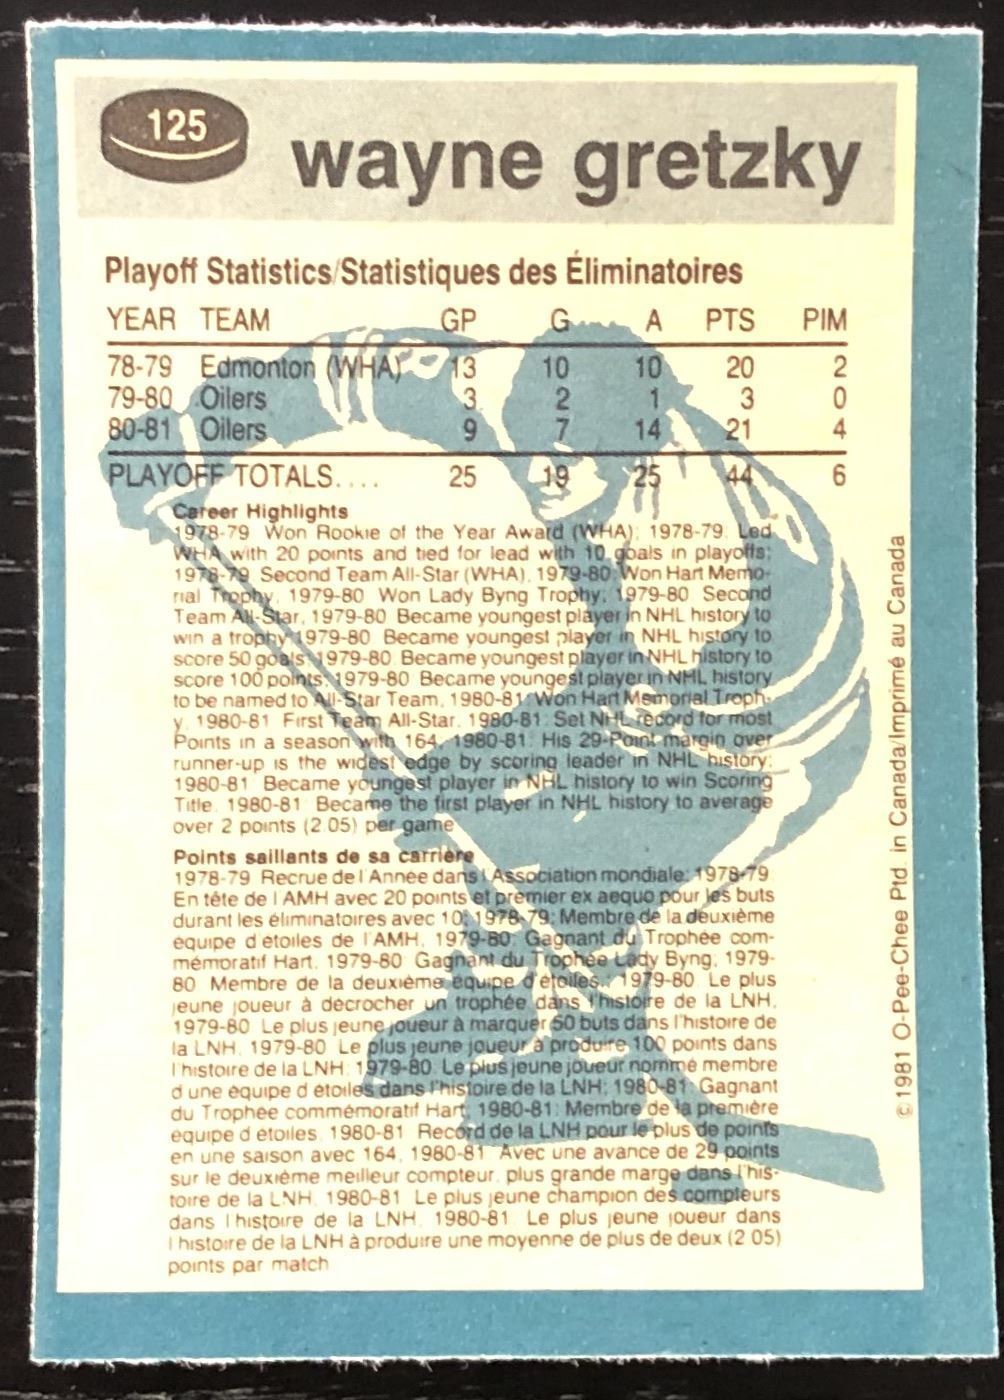 125
wayne gretzky
Playoff Statistics/Statistiques des Éliminatoires
YEAR TEAM GP G A PTS PIM
78-79 Edmonton (WHA) 13 10 10 20 2
79-80 Oilers 3 2 1 3 0
80-81 Oilers 9 7 14 21 4
PLAYOFF TOTALS.... 25 19 25 44 6
Career Highlights
1978-79 Won Rookie of the Year Award (WHA); 1978-79. Led
WHA with 20 points and tied for lead with 10 goals in playoffs;
1978-79 Second Team All-Star (WHA), 1979-80: Won Hart Memo-
rial Trophy, 1979-80 Won Lady Byng Trophy; 1979-80 Second
Team All-Star, 1979-80 Became youngest player in NHL history to
win a trophy 1979-80 Became youngest player in NHL history to
score 50 goals; 1979-80. Became youngest player in NHL history to
score 100 points, 1979-80 Became youngest player in NHL history
to be named to All-Star Team, 1980-81: Won Hart Memorial Troph-
y. 1980-81 First Team All-Star. 1980-81: Set NHL record for most
Points in a season with 164; 1980-81: His 29-Point margin over
runner-up is the widest edge by scoring leader in NHL history;
1980-81 Became youngest player in NHL history to win Scoring
Title. 1980-81 Became the first player in NHL history to average
over 2 points (2.05) per game
Points saillants de sa carrière
1978-79 Recrue de l Année dans l Association mondiale; 1978-79
En tête de l AMH avec 20 points et premier ex aequo pour les buts
durant les éliminatoires avec 10; 1978-79: Membre de la deuxième
équipe d étoiles de l'AMH, 1979-80: Gagnant du Trophée com-
mémoratif Hart. 1979-80 Gagnant du Trophée Lady Byng; 1979-
80 Membre de la deuxième équipe d'étoiles. 1979-80 Le plus
jeune joueur à décrocher un trophée dans l'histoire de la LNH.
1979-80 Le plus jeune joueur à marquer 50 buts dans l'histoire de
la LNH. 1979-80 Le plus jeune joueur à produire 100 points dans
l'histoire de la LNH; 1979-80: Le plus jeune joueur nommé membre
d une équipe d étoiles dans l'histoire de la LNH; 1980-81: Gagnant
du Trophée commémoratif Hart; 1980-81: Membre de la première
équipe d étoiles. 1980-81 Record de la LNH pour le plus de points
en une saison avec 164, 1980-81 Avec une avance de 29 points
sur le deuxième meilleur compteur, plus grande marge dans l'his-
toire de la LNH. 1980-81 Le plus jeune champion des compteurs
dans l histoire de la LNH. 1980-81. Le plus jeune joueur dans
l histoire de la LNH à produire une moyenne de plus de deux (2 05)
points par match
©1981 O-Pee-Chee Ptd. in Canada/Imprimé au Canada